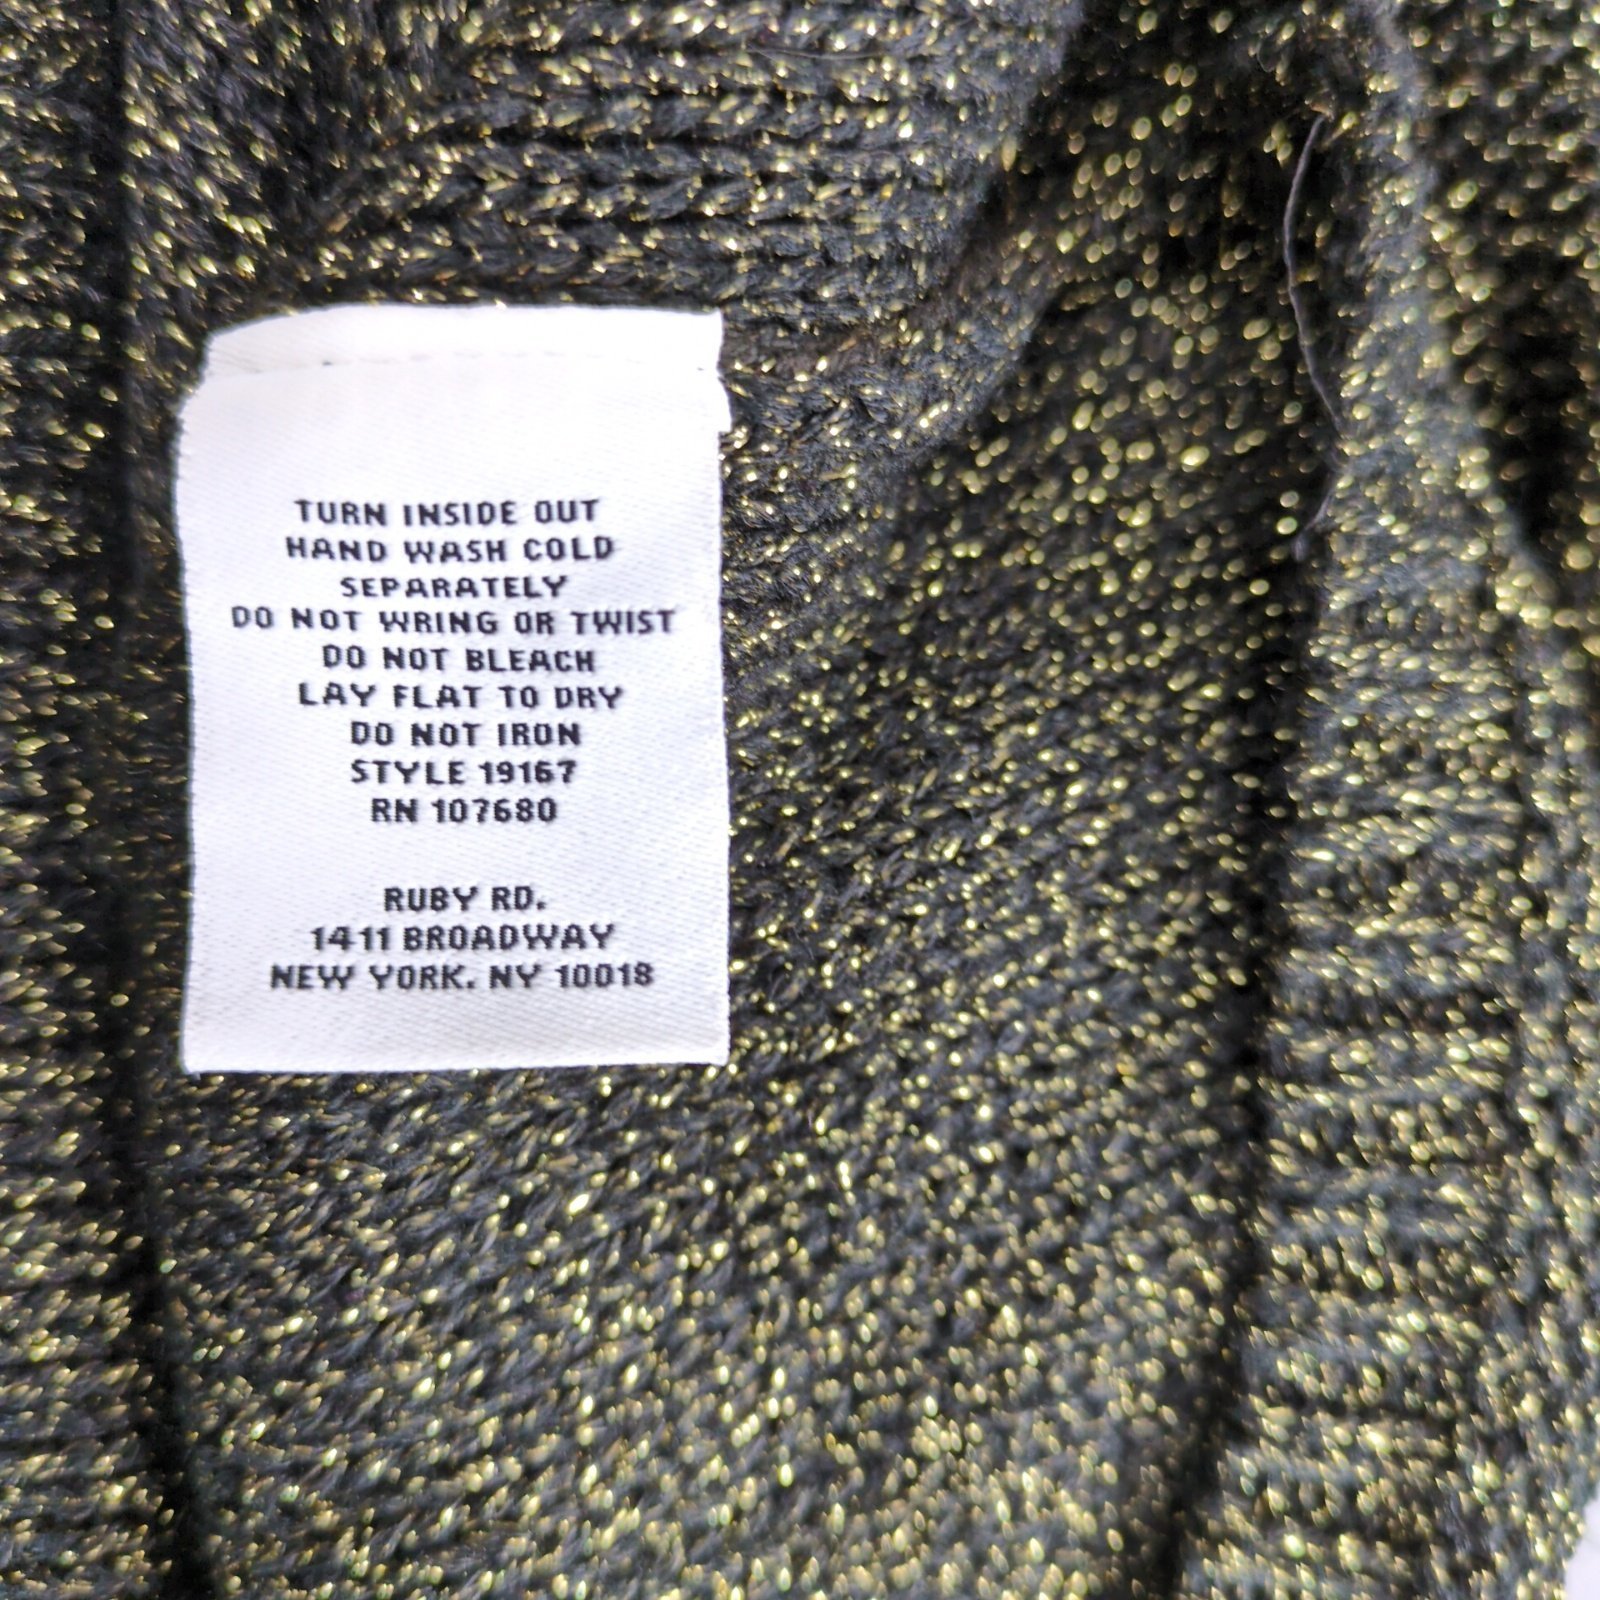 TURN INSIDE OUT
HAND WASH COLD
SEPARATELY
DO NOT WRING OR TWIST
DO NOT BLEACH
LAY FLAT TO DRY
DO NOT IRON
STYLE 19167
RN 107680
RUBY RD.
1411 BROADWAY
NEW YORK. NY 10018